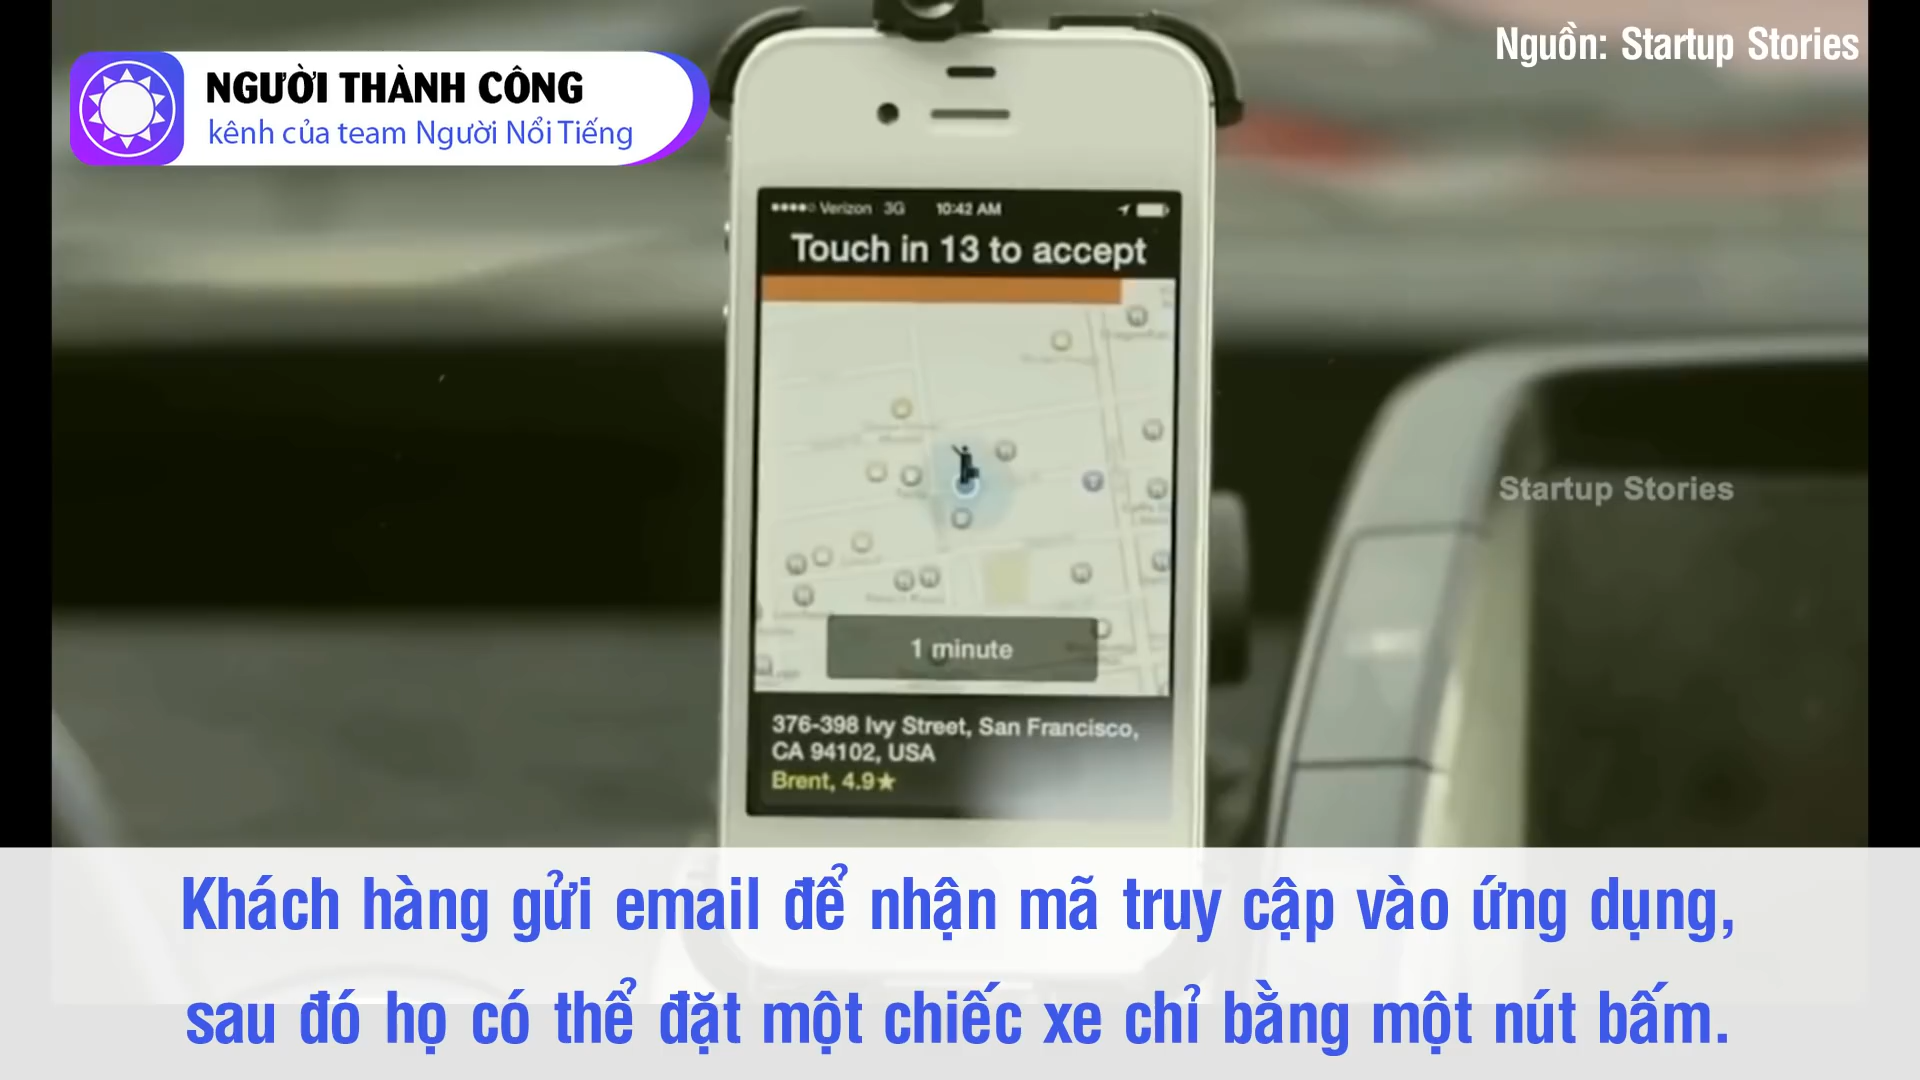 Nguồn: Startup Stories
NGƯỜI THÀNH CÔNG
kênh của team Người Nổi Tiếng
Verizon 3G 10:42 AM
Touch in 13 to accept
1 minute
376-398 Ivy Street, San Francisco,
CA 94102, USA
Brent, 4.9★
Startup Stories
Khách hàng gửi email để nhận mã truy cập vào ứng dụng,
sau đó họ có thể đặt một chiếc xe chỉ bằng một nút bấm.